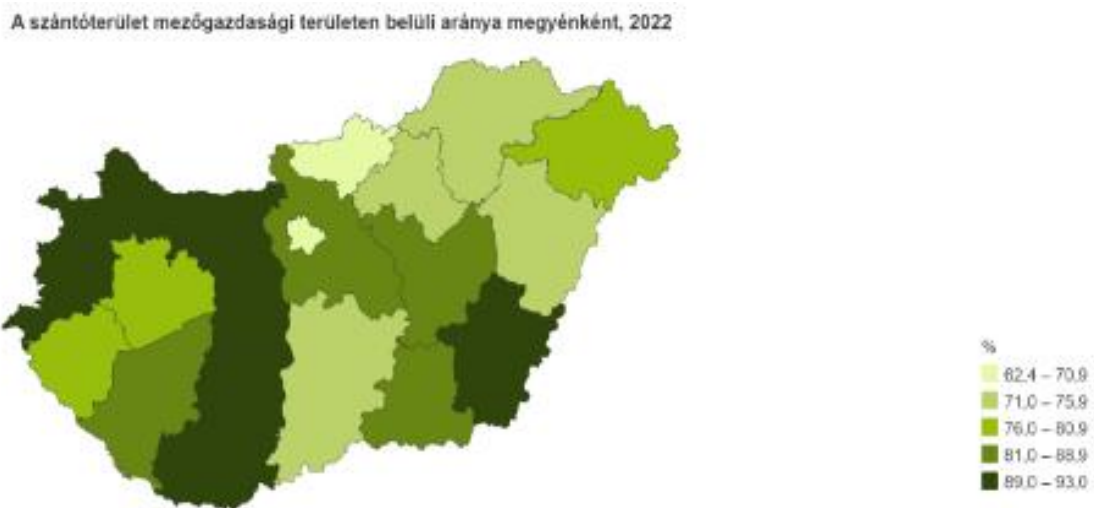 A szántóterület mezőgazdasági területen belüli aránya megyénként, 2022
%
62,4 – 70,9
71,0 – 75,9
76,0 – 80,9
81,0 – 88,9
89,0 – 93,0